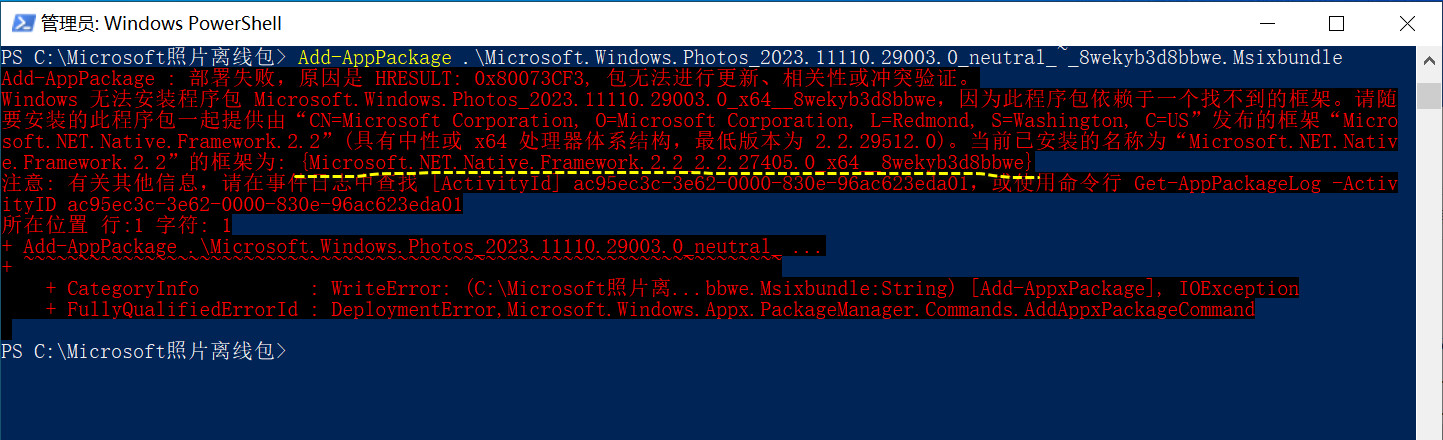 管理员: Windows PowerShell
PS C:\Microsoft照片离线包> Add-AppPackage .\Microsoft.Windows.Photos_2023.11110.29003.0_neutral_~_8wekyb3d8bbwe.Msixbundle
Add-AppPackage : 部署失败，原因是 HRESULT: 0x80073CF3, 包无法进行更新、相关性或冲突验证。
Windows 无法安装程序包 Microsoft.Windows.Photos_2023.11110.29003.0_x64__8wekyb3d8bbwe，因为此程序包依赖于一个找不到的框架。请随
要安装的此程序包一起提供由“CN=Microsoft Corporation, O=Microsoft Corporation, L=Redmond, S=Washington, C=US”发布的框架“Micro
soft.NET.Native.Framework.2.2”(具有中性或 x64 处理器体系结构，最低版本为 2.2.29512.0)。当前已安装的名称为“Microsoft.NET.Nativ
e.Framework.2.2”的框架为: {Microsoft.NET.Native.Framework.2.2_2.2.27405.0_x64__8wekyb3d8bbwe}
注意: 有关其他信息，请在事件日志中查找 [ActivityId] ac95ec3c-3e62-0000-830e-96ac623eda01，或使用命令行 Get-AppPackageLog -Activ
ityID ac95ec3c-3e62-0000-830e-96ac623eda01
所在位置 行:1 字符: 1
+ Add-AppPackage .\Microsoft.Windows.Photos_2023.11110.29003.0_neutral_ ...
+ ~~~~~~~~~~~~~~~~~~~~~~~~~~~~~~~~~~~~~~~~~~~~~~~~~~~~~~~~~~~~~~~~~~~~~
+ CategoryInfo : WriteError: (C:\Microsoft照片离...bbwe.Msixbundle:String) [Add-AppxPackage], IOException
+ FullyQualifiedErrorId : DeploymentError,Microsoft.Windows.Appx.PackageManager.Commands.AddAppxPackageCommand
PS C:\Microsoft照片离线包>